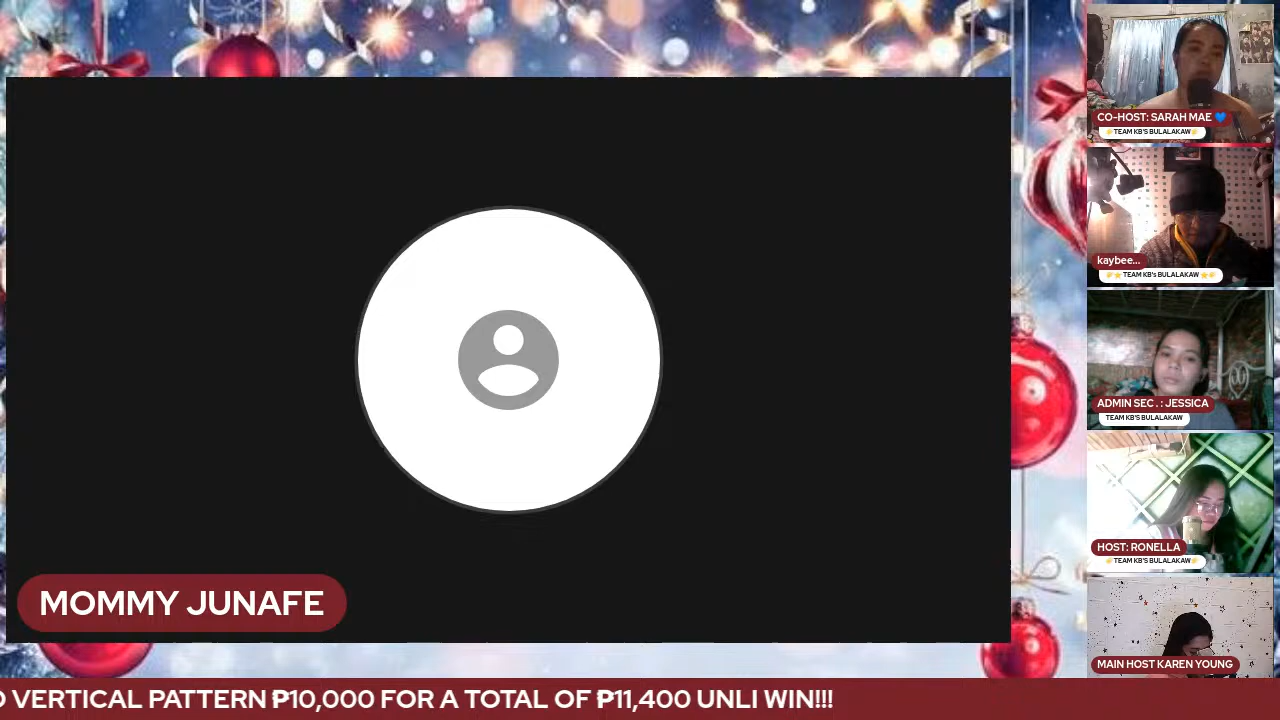 CO-HOST: SARAH MAE 💙
👉TEAM KB'S BULALAKAW👉
kaybee...
👉⭐ TEAM KB's BULALAKAW ⭐👉
ADMIN SEC . : JESSICA
TEAM KB'S BULALAKAW
HOST: RONELLA
👉TEAM KB'S BULALAKAW👉
MAIN HOST KAREN YOUNG
MOMMY JUNAFE
VERTICAL PATTERN ₱10,000 FOR A TOTAL OF ₱11,400 UNLI WIN!!!